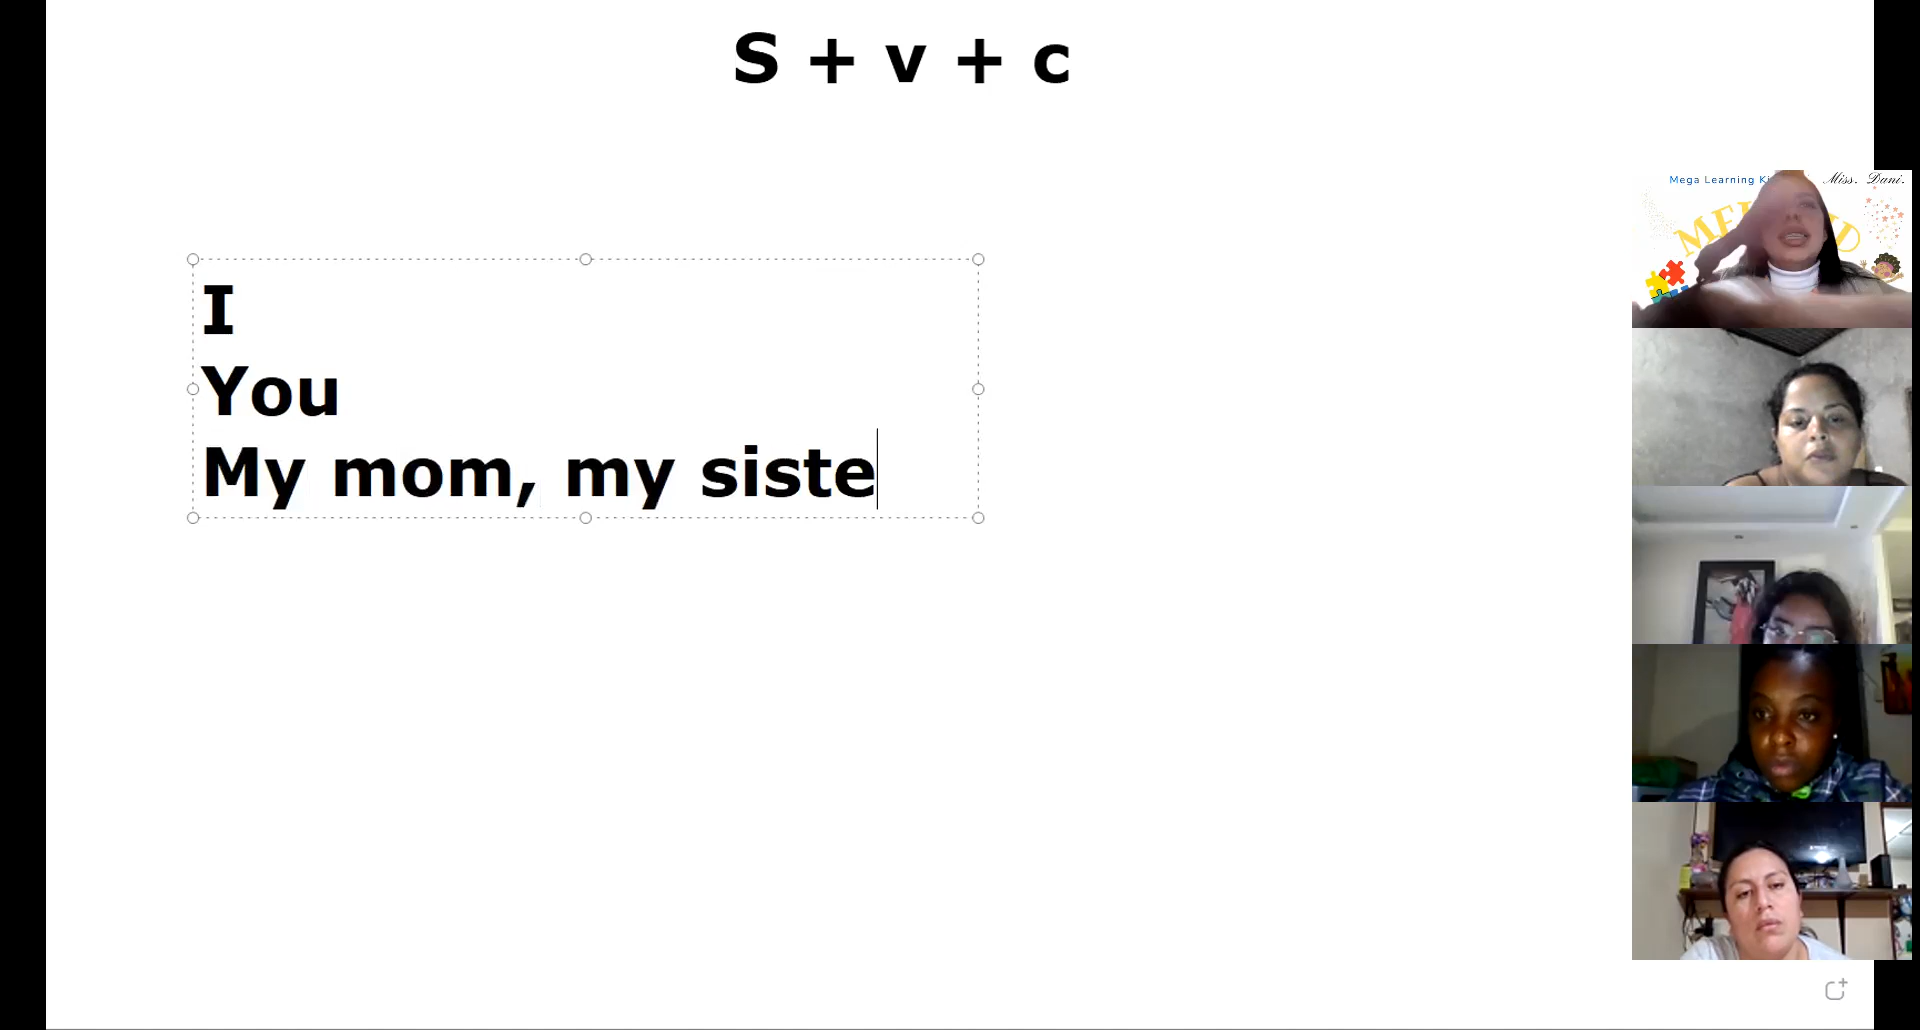 S + v + c
Mega Learning Ki
Miss. Dani.
I
You
My mom, my siste